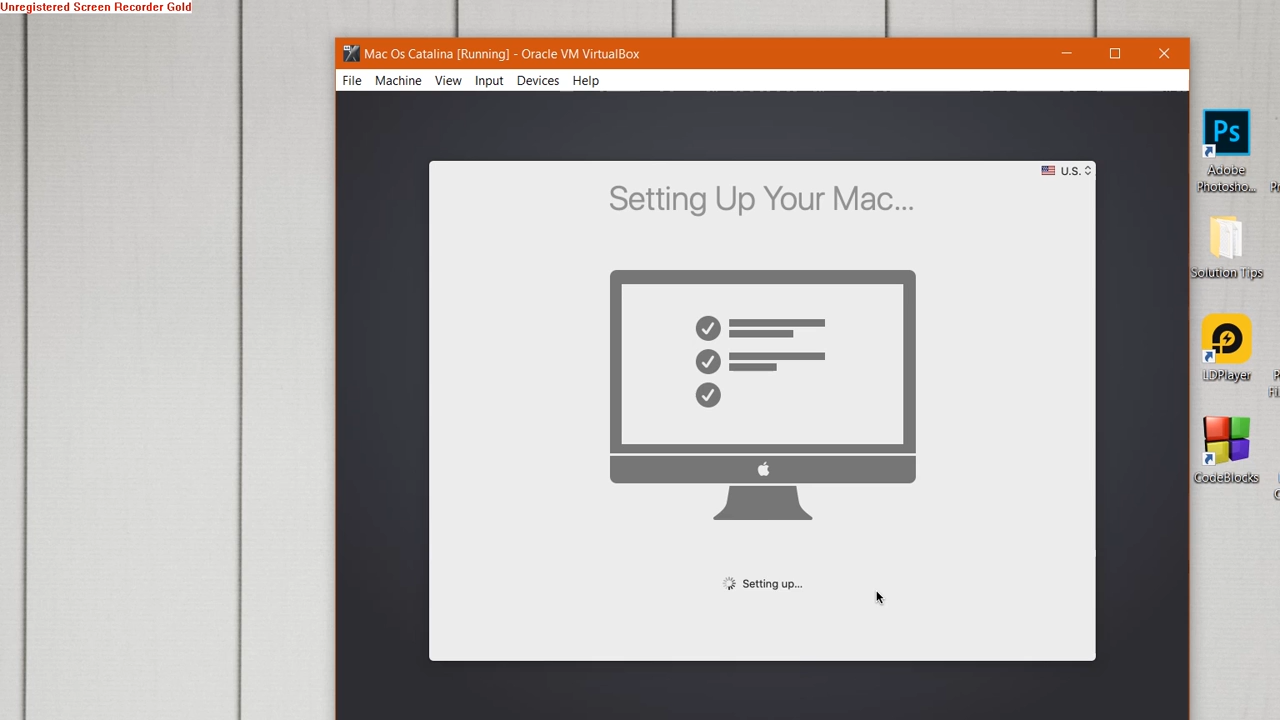 Unregistered Screen Recorder Gold
Mac Os Catalina [Running] - Oracle VM VirtualBox
File Machine View Input Devices Help
U.S.
Setting Up Your Mac...
Setting up...
Ps
Adobe
Photosho...
Solution Tips
LDPlayer
CodeBlocks